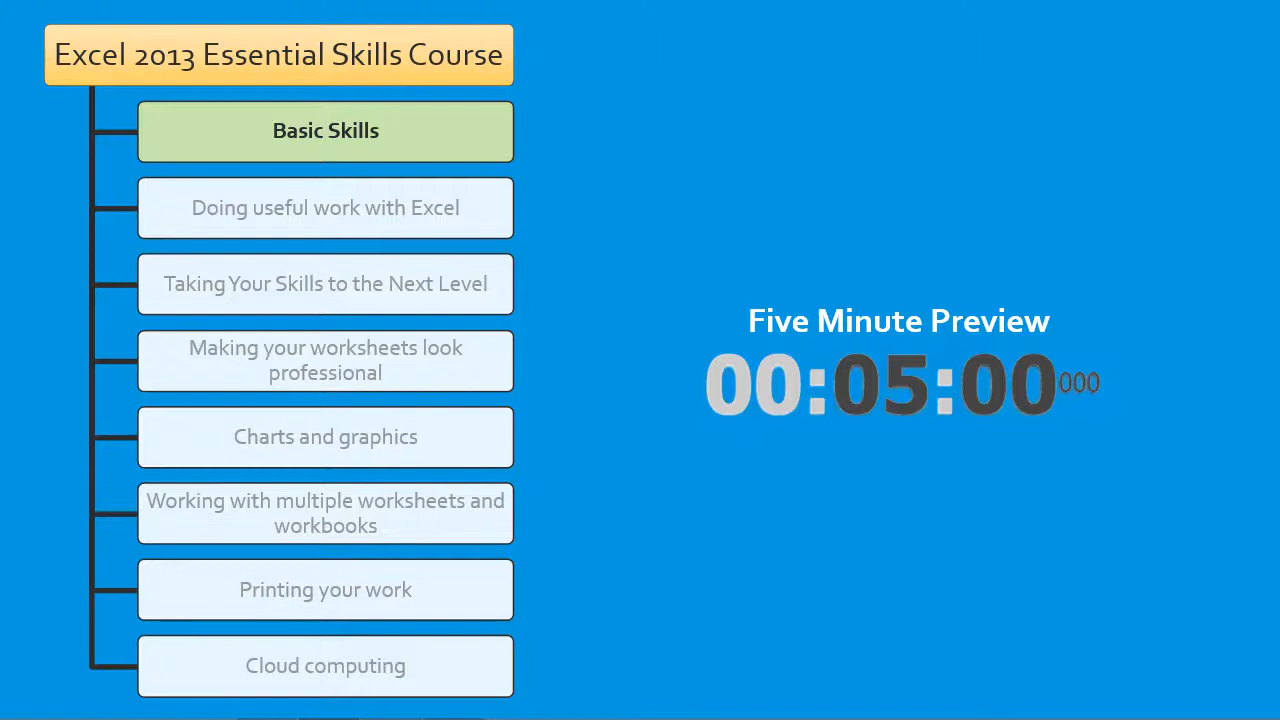 Excel 2013 Essential Skills Course
Basic Skills
Doing useful work with Excel
Taking Your Skills to the Next Level
Making your worksheets look
professional
Charts and graphics
Working with multiple worksheets and
workbooks
Printing your work
Cloud computing
Five Minute Preview
00:05:00000